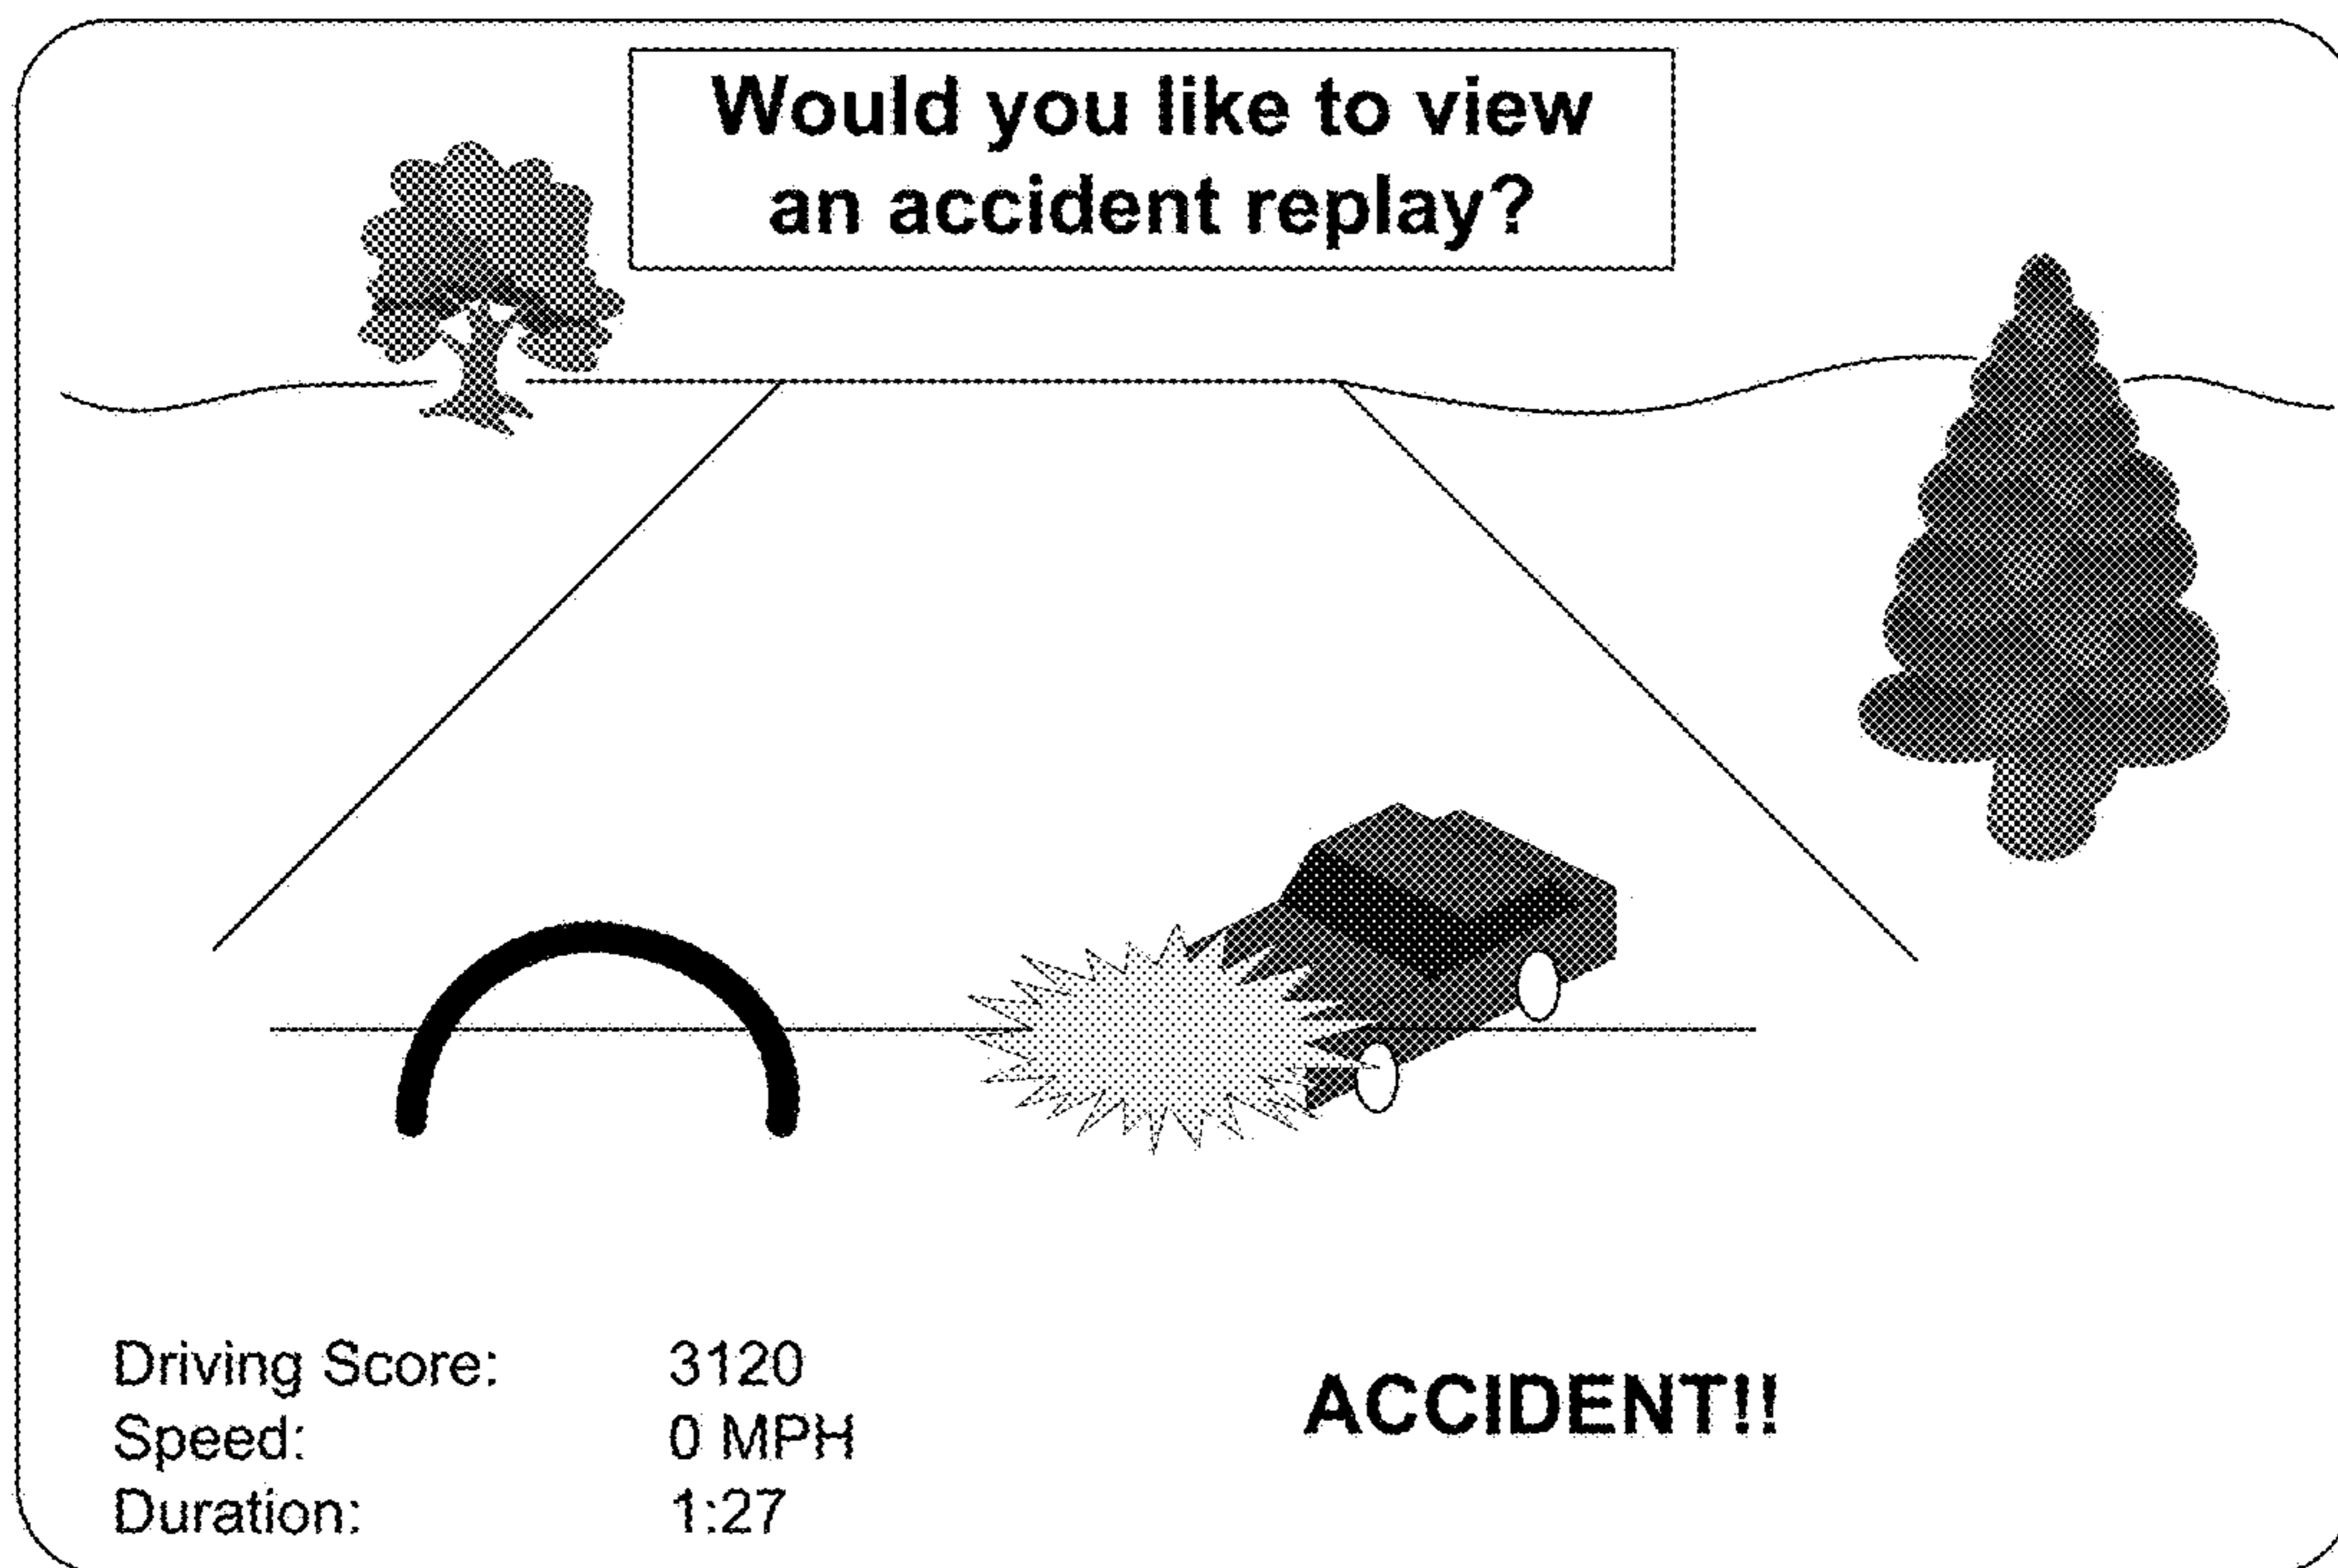 Would you like to view
an accident replay?
Driving Score: 3120
Speed: 0 MPH
Duration: 1:27
ACCIDENT!!